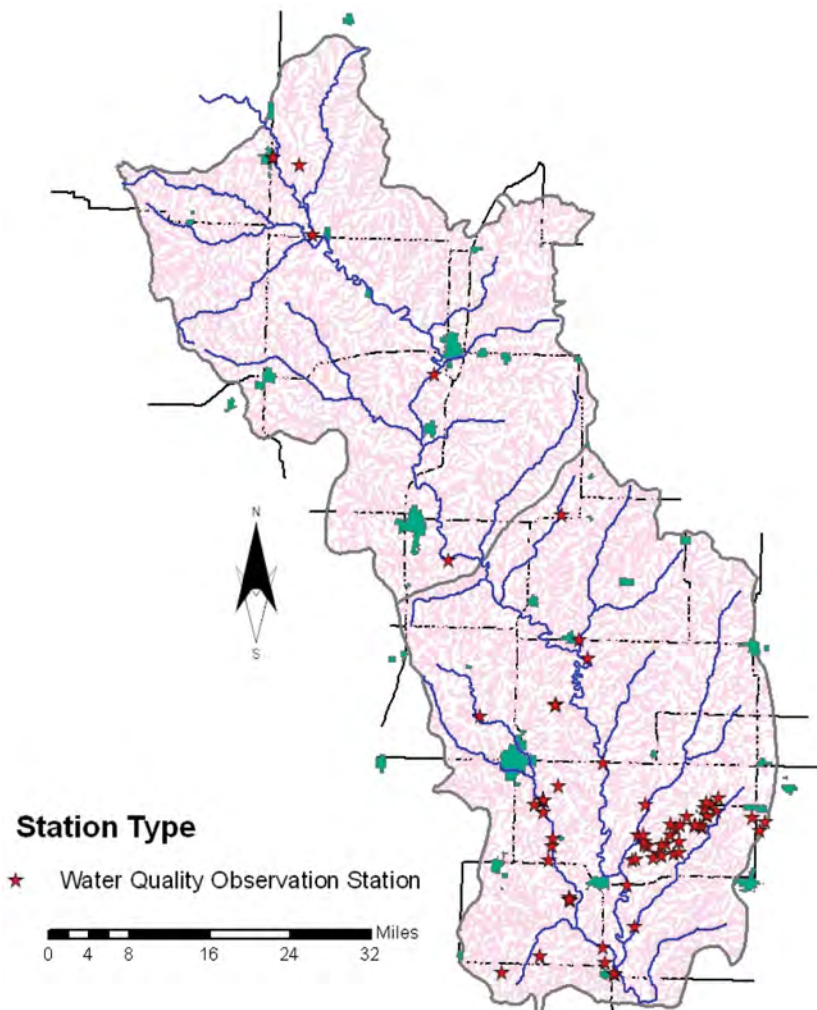 N
S
Station Type
Water Quality Observation Station
Miles
0 4 8 16 24 32